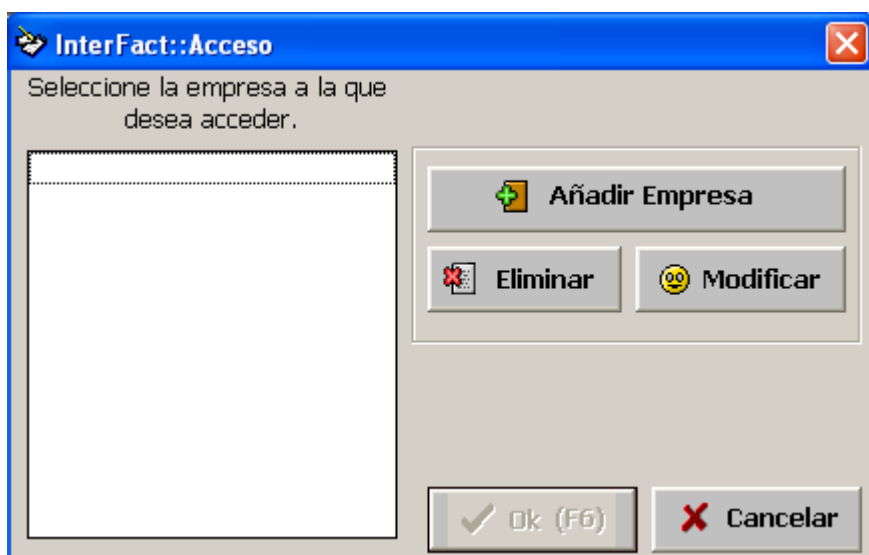 InterFact::Acceso
Seleccione la empresa a la que
desea acceder.
Añadir Empresa
Eliminar
Modificar
Ok (F6)
Cancelar